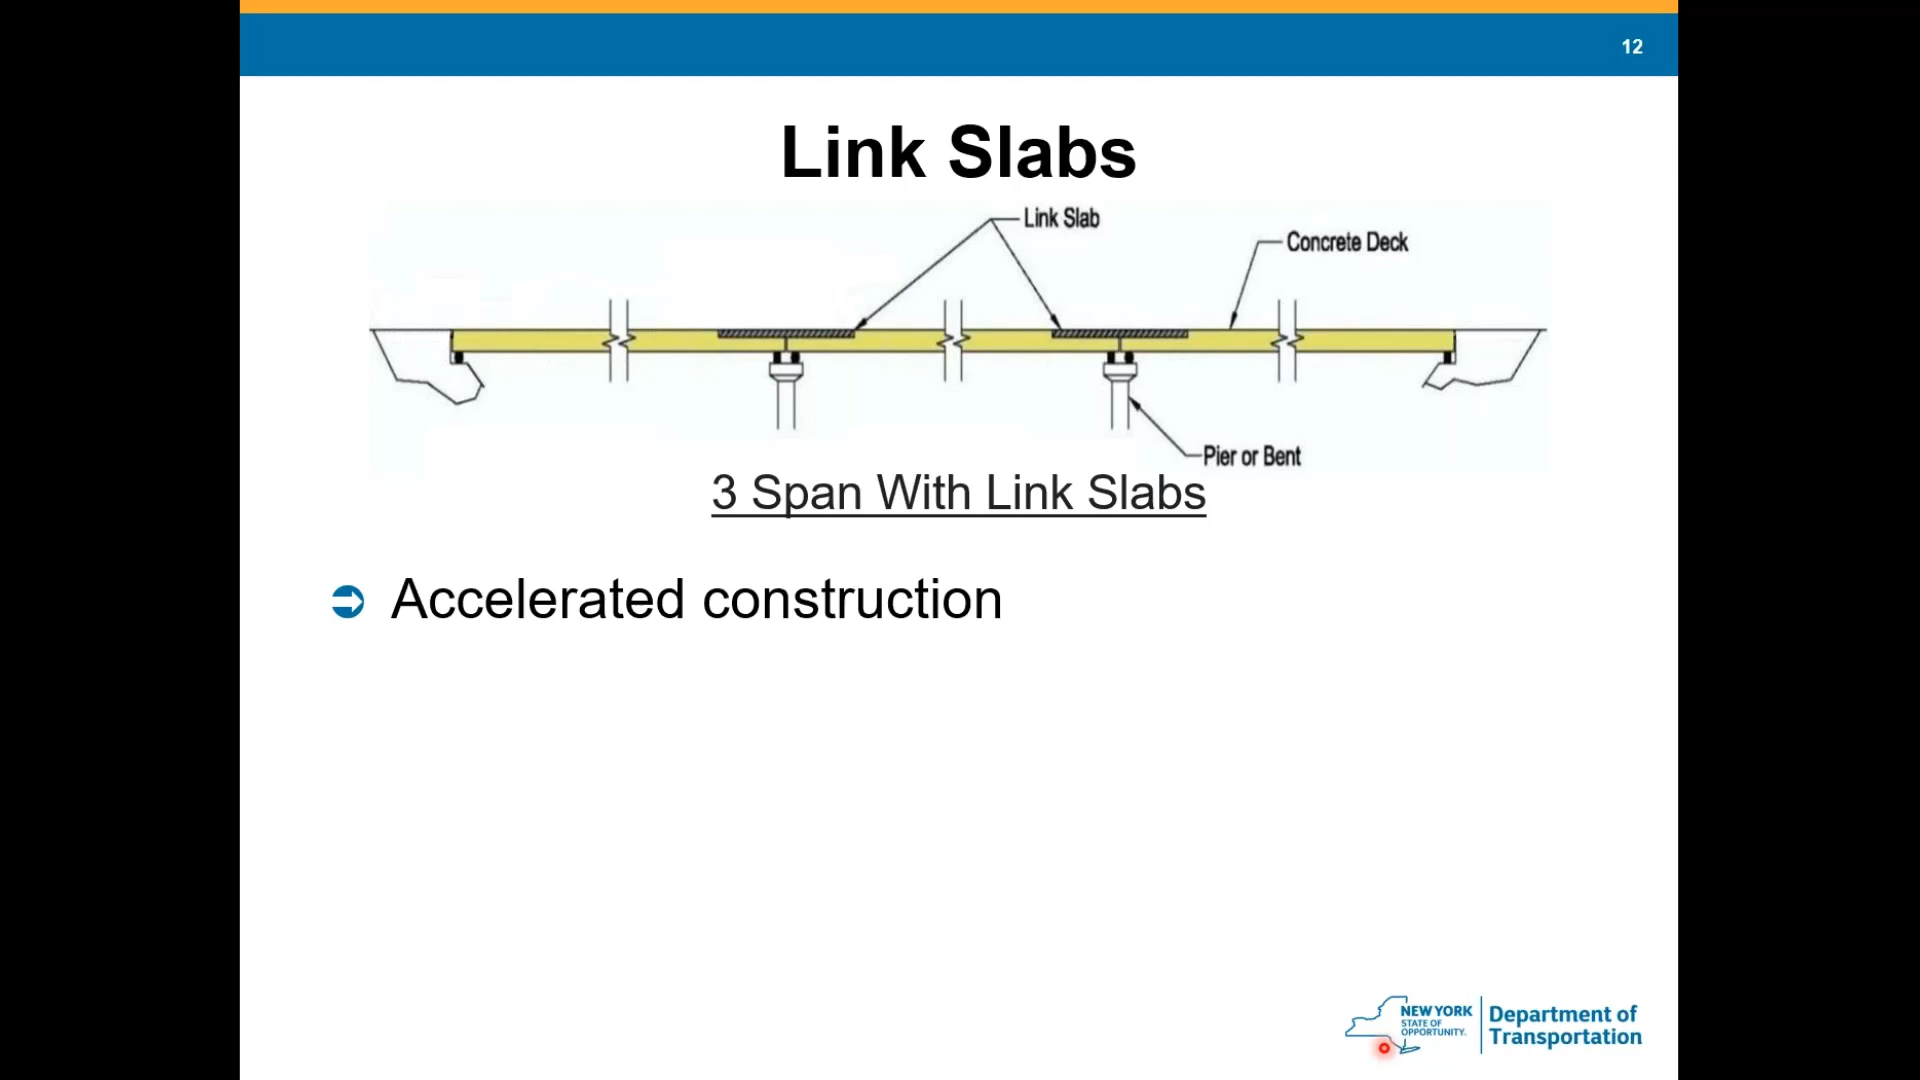 12
Link Slabs
Link Slab
Concrete Deck
Pier or Bent
3 Span With Link Slabs
Accelerated construction
NEW YORK
STATE OF
OPPORTUNITY.
Department of
Transportation